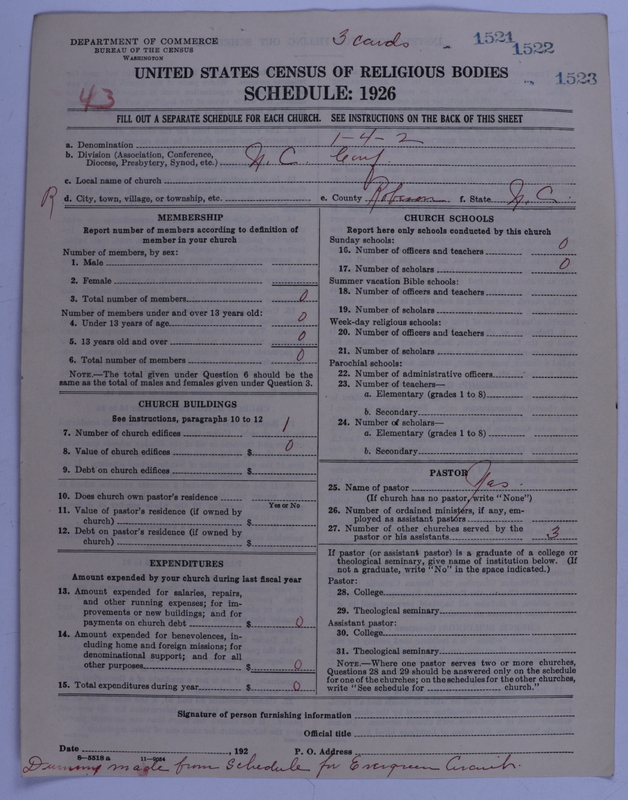 DEPARTMENT OF COMMERCE
BUREAU OF THE CENSUS
WASHINGTON
3 cards
1521
1522
1523
43
UNITED STATES CENSUS OF RELIGIOUS BODIES
SCHEDULE: 1926
FILL OUT A SEPARATE SCHEDULE FOR EACH CHURCH. SEE INSTRUCTIONS ON THE BACK OF THIS SHEET
a. Denomination 1-4-2
b. Division (Association, Conference, Diocese, Presbytery, Synod, etc.) N. C. Conf.
c. Local name of church
R d. City, town, village, or township, etc. e. County Robeson f. State N. C.
MEMBERSHIP
Report number of members according to definition of
member in your church
Number of members, by sex:
1. Male
2. Female
3. Total number of members 0
Number of members under and over 13 years old:
4. Under 13 years of age 0
5. 13 years old and over 0
6. Total number of members 0
NOTE.—The total given under Question 6 should be the
same as the total of males and females given under Question 3.
CHURCH BUILDINGS
See instructions, paragraphs 10 to 12
7. Number of church edifices 1
8. Value of church edifices $ 0
9. Debt on church edifices $
10. Does church own pastor's residence
Yes or No
11. Value of pastor's residence (if owned by
church) $
12. Debt on pastor's residence (if owned by
church) $
EXPENDITURES
Amount expended by your church during last fiscal year
13. Amount expended for salaries, repairs,
and other running expenses; for im-
provements or new buildings; and for
payments on church debt $ 0
14. Amount expended for benevolences, in-
cluding home and foreign missions; for
denominational support; and for all
other purposes $ 0
15. Total expenditures during year $ 0
CHURCH SCHOOLS
Report here only schools conducted by this church
Sunday schools:
16. Number of officers and teachers 0
17. Number of scholars 0
Summer vacation Bible schools:
18. Number of officers and teachers
19. Number of scholars
Week-day religious schools:
20. Number of officers and teachers
21. Number of scholars
Parochial schools:
22. Number of administrative officers
23. Number of teachers—
a. Elementary (grades 1 to 8)
b. Secondary
24. Number of scholars—
a. Elementary (grades 1 to 8)
b. Secondary
PASTOR
25. Name of pastor
(If church has no pastor, write "None")
26. Number of ordained ministers, if any, em-
ployed as assistant pastors
27. Number of other churches served by the
pastor or his assistants 3
If pastor (or assistant pastor) is a graduate of a college or
theological seminary, give name of institution below. (If
not a graduate, write "No" in the space indicated.)
Pastor:
28. College
29. Theological seminary
Assistant pastor:
30. College
31. Theological seminary
NOTE.—Where one pastor serves two or more churches,
Questions 28 and 29 should be answered only on the schedule
for one of the churches; on the schedules for the other churches,
write "See schedule for church."
Signature of person furnishing information
Official title
Date , 192 P. O. Address
8—5518a 11—9084
Dummy made from schedule for Evergreen